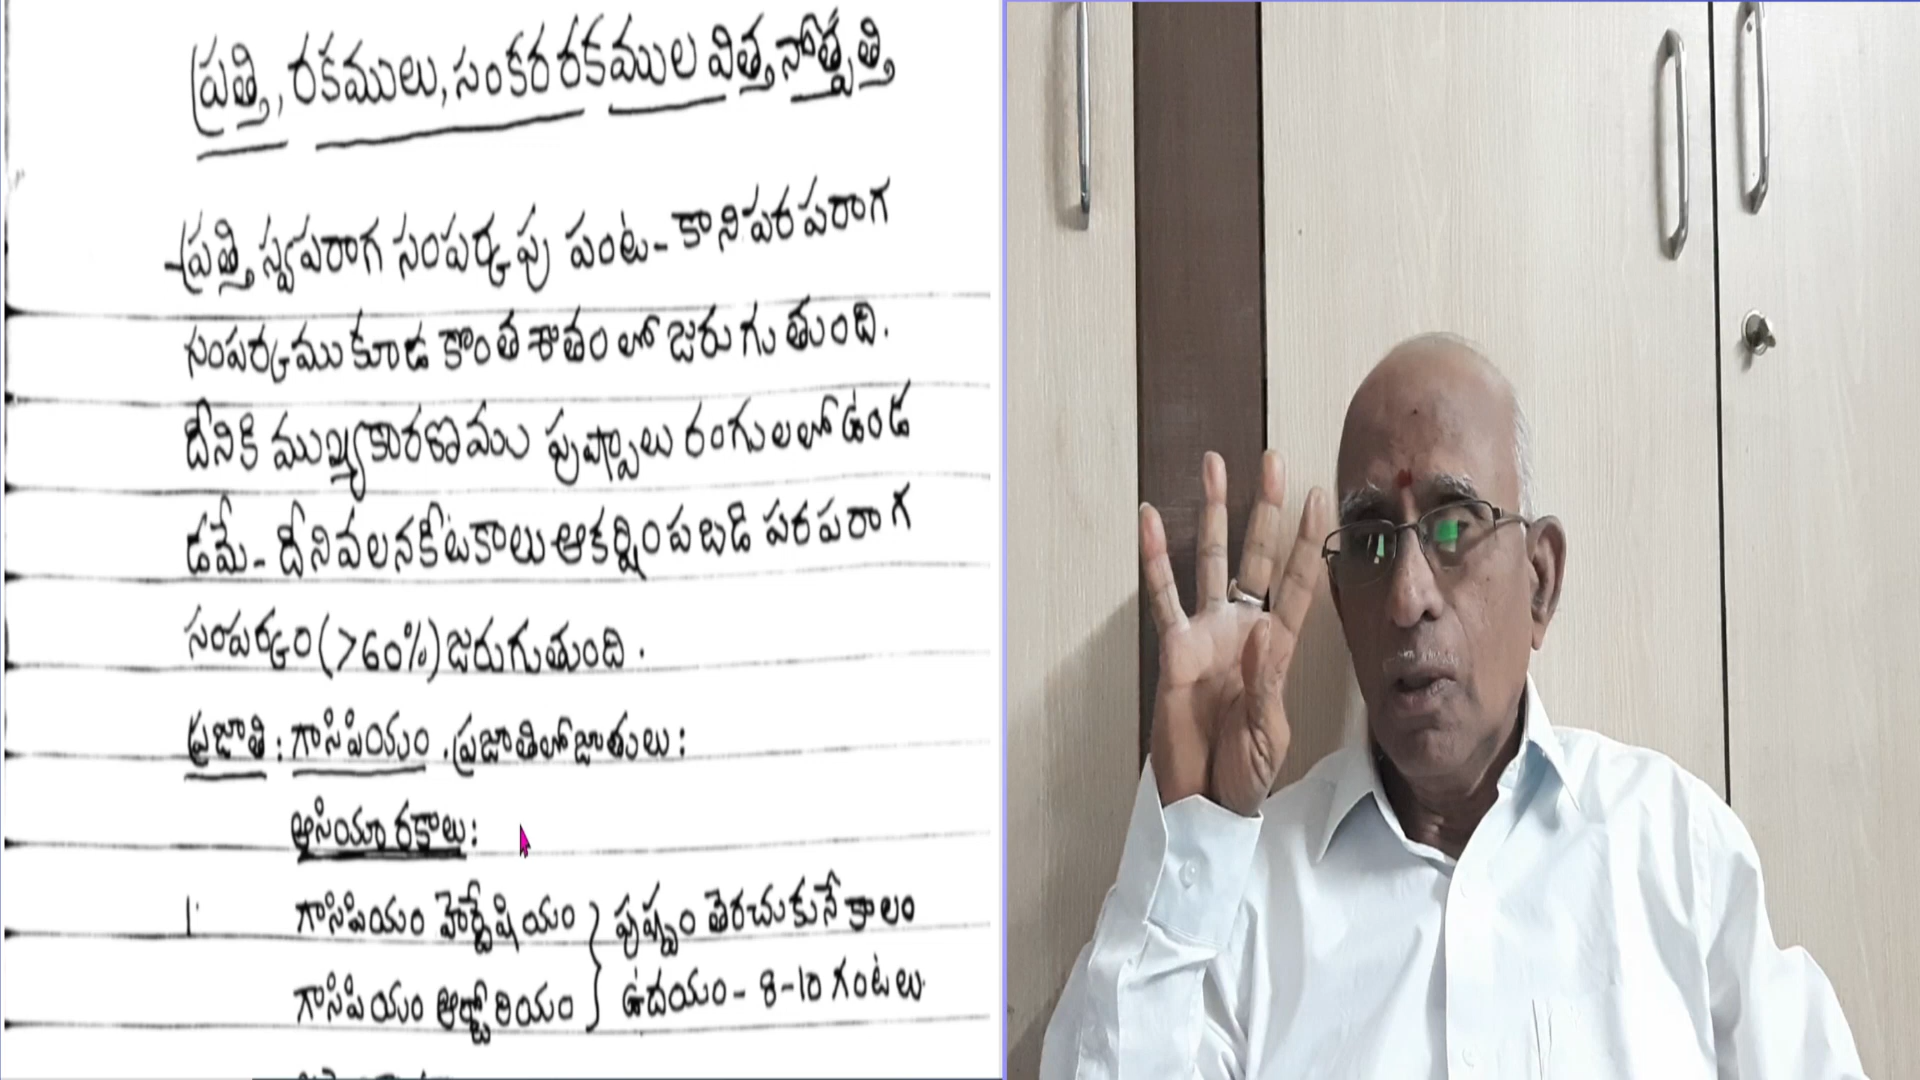 ప్రత్తి, రకములు, సంకర రకముల విత్తనోత్పత్తి
ప్రత్తి స్వపరాగ సంపర్కపు పంట - కాని పరపరాగ
సంపర్కము కూడ కొంత శాతంలో జరుగుతుంది.
దీనికి ముఖ్యకారణము పుష్పాలు రంగులలో ఉండ
డమే - దీనివలన కీటకాలు ఆకర్షింపబడి పరపరాగ
సంపర్కం (>60%) జరుగుతుంది.
ప్రజాతి : గాసిపియం . ప్రజాతిలో జాతులు :
ఆసియా రకాలు :
1. గాసిపియం హెర్బేషియం } పుష్పం తెరచుకునే కాలం
గాసిపియం ఆర్బోరియం } ఉదయం - 8-10 గంటలు.